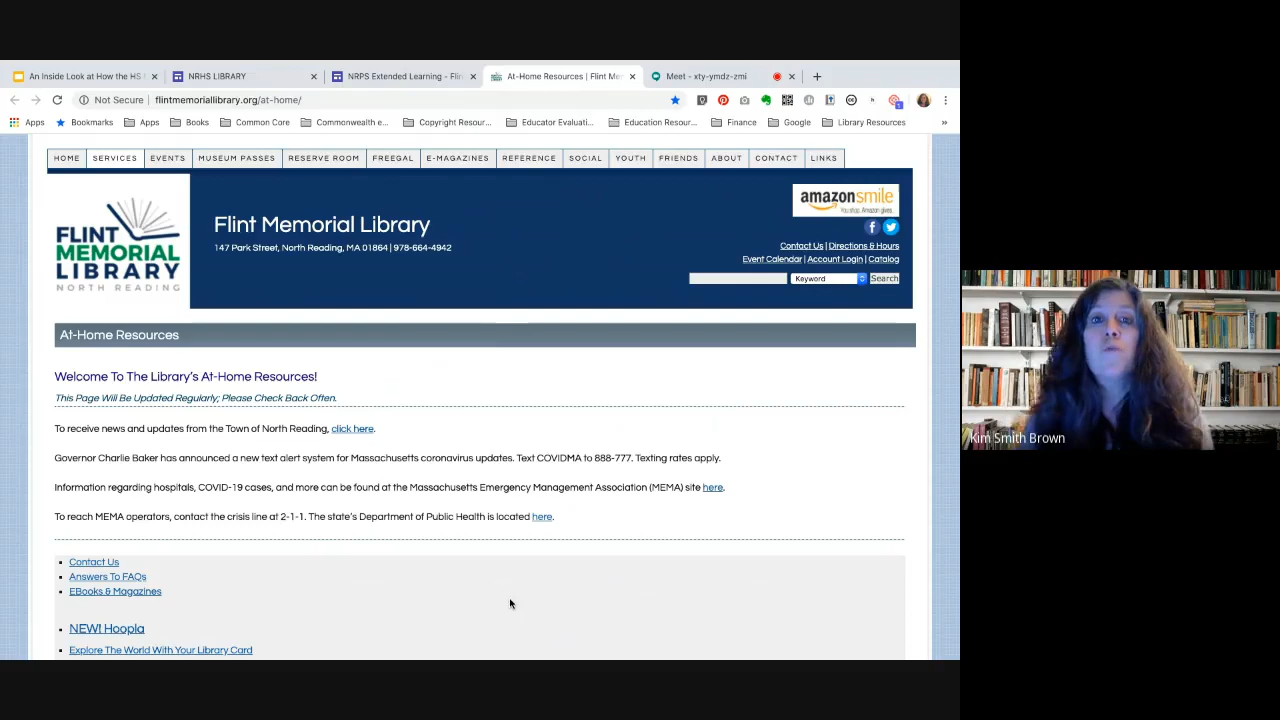 An Inside Look at How the HS
NRHS LIBRARY
NRPS Extended Learning - Fli
At-Home Resources | Flint Me
Meet - xty-ymdz-zmi
Not Secure | flintmemoriallibrary.org/at-home/
Apps
Bookmarks
Apps
Books
Common Core
Commonwealth e...
Copyright Resour...
Educator Evaluati...
Education Resour...
Finance
Google
Library Resources
HOME
SERVICES
EVENTS
MUSEUM PASSES
RESERVE ROOM
FREEGAL
E-MAGAZINES
REFERENCE
SOCIAL
YOUTH
FRIENDS
ABOUT
CONTACT
LINKS
FLINT
MEMORIAL
LIBRARY
NORTH READING
Flint Memorial Library
147 Park Street, North Reading, MA 01864 | 978-664-4942
amazonsmile
You shop. Amazon gives.
Contact Us | Directions & Hours
Event Calendar | Account Login | Catalog
Keyword
Search
At-Home Resources
Welcome To The Library's At-Home Resources!
This Page Will Be Updated Regularly; Please Check Back Often.
To receive news and updates from the Town of North Reading, click here.
Governor Charlie Baker has announced a new text alert system for Massachusetts coronavirus updates. Text COVIDMA to 888-777. Texting rates apply.
Information regarding hospitals, COVID-19 cases, and more can be found at the Massachusetts Emergency Management Association (MEMA) site here.
To reach MEMA operators, contact the crisis line at 2-1-1. The state's Department of Public Health is located here.
Contact Us
Answers To FAQs
EBooks & Magazines
NEW! Hoopla
Explore The World With Your Library Card
Kim Smith Brown